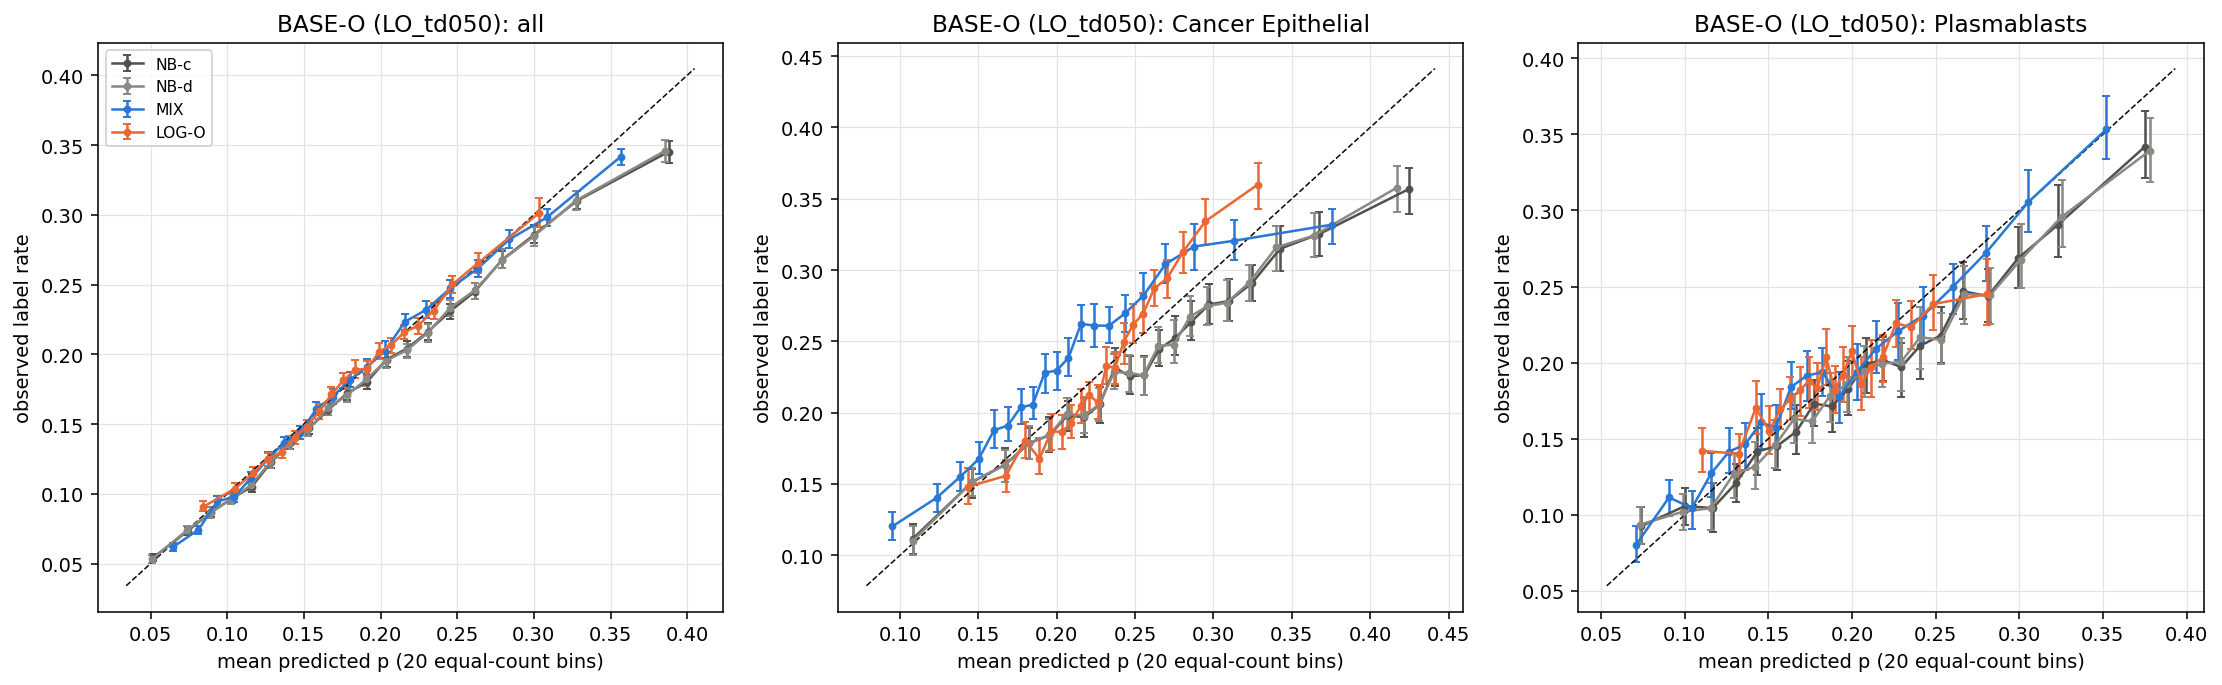 BASE-O (LO_td050): all
NB-c
NB-d
MIX
LOG-O
observed label rate
0.40
0.35
0.30
0.25
0.20
0.15
0.10
0.05
0.05 0.10 0.15 0.20 0.25 0.30 0.35 0.40
mean predicted p (20 equal-count bins)
BASE-O (LO_td050): Cancer Epithelial
observed label rate
0.45
0.40
0.35
0.30
0.25
0.20
0.15
0.10
0.10 0.15 0.20 0.25 0.30 0.35 0.40 0.45
mean predicted p (20 equal-count bins)
BASE-O (LO_td050): Plasmablasts
observed label rate
0.40
0.35
0.30
0.25
0.20
0.15
0.10
0.05
0.05 0.10 0.15 0.20 0.25 0.30 0.35 0.40
mean predicted p (20 equal-count bins)